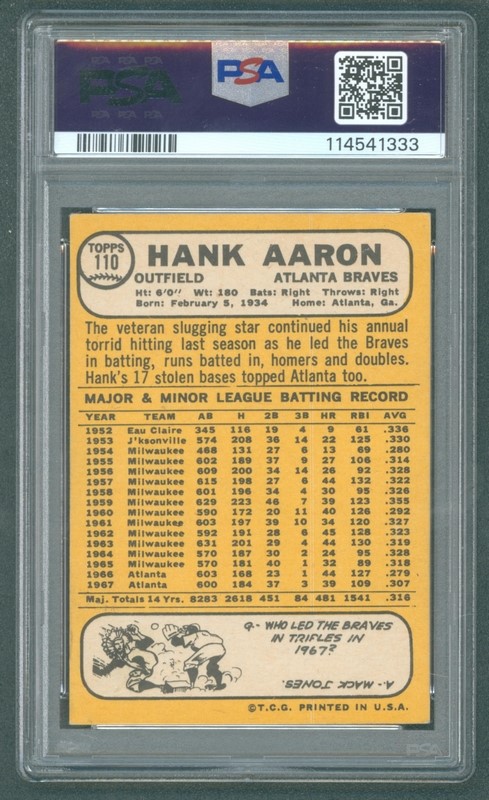 PSA PSA PSA
PSA
PSA PSA PSA
PSA
114541333
TOPPS
110
HANK AARON
OUTFIELD ATLANTA BRAVES
Ht: 6'0" Wt: 180 Bats: Right Throws: Right
Born: February 5, 1934 Home: Atlanta, Ga.
The veteran slugging star continued his annual
torrid hitting last season as he led the Braves
in batting, runs batted in, homers and doubles.
Hank's 17 stolen bases topped Atlanta too.
MAJOR & MINOR LEAGUE BATTING RECORD
YEAR TEAM AB H 2B 3B HR RBI AVG
1952 Eau Claire 345 116 19 4 9 61 .336
1953 J'ksonville 574 208 36 14 22 125 .330
1954 Milwaukee 468 131 27 6 13 69 .280
1955 Milwaukee 602 189 37 9 27 106 .314
1956 Milwaukee 609 200 34 14 26 92 .328
1957 Milwaukee 615 198 27 6 44 132 .322
1958 Milwaukee 601 196 34 4 30 95 .326
1959 Milwaukee 629 223 46 7 39 123 .355
1960 Milwaukee 590 172 20 11 40 126 .292
1961 Milwaukee 603 197 39 10 34 120 .327
1962 Milwaukee 592 191 28 6 45 128 .323
1963 Milwaukee 631 201 29 4 44 130 .319
1964 Milwaukee 570 187 30 2 24 95 .328
1965 Milwaukee 570 181 40 1 32 89 .318
1966 Atlanta 603 168 23 1 44 127 .279
1967 Atlanta 600 184 37 3 39 109 .307
Maj. Totals 14 Yrs. 8283 2618 451 84 481 1541 .316
Q- WHO LED THE BRAVES
IN TRIPLES IN
1967?
A- MACK JONES.
©T.C.G. PRINTED IN U.S.A.
PSA PSA